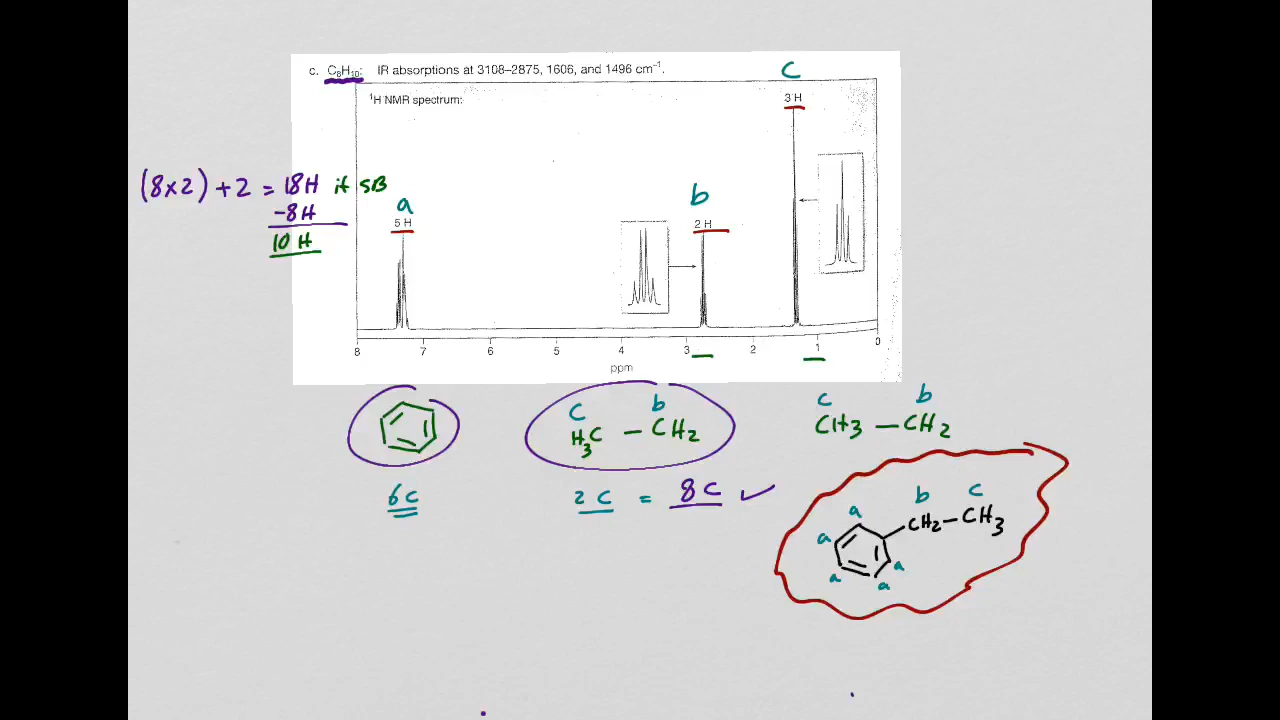 c. C8H10: IR absorptions at 3108–2875, 1606, and 1496 cm⁻¹.
c
¹H NMR spectrum:
3 H
(8x2) + 2 = 18H if SB
-8H
10 H
a
b
5 H
2 H
8 7 6 5 4 3 2 1 0
ppm
c b c b
H3C – CH2 CH3 – CH2
6C 2C = 8C ✓
b c
a CH2 – CH3
a
a a a